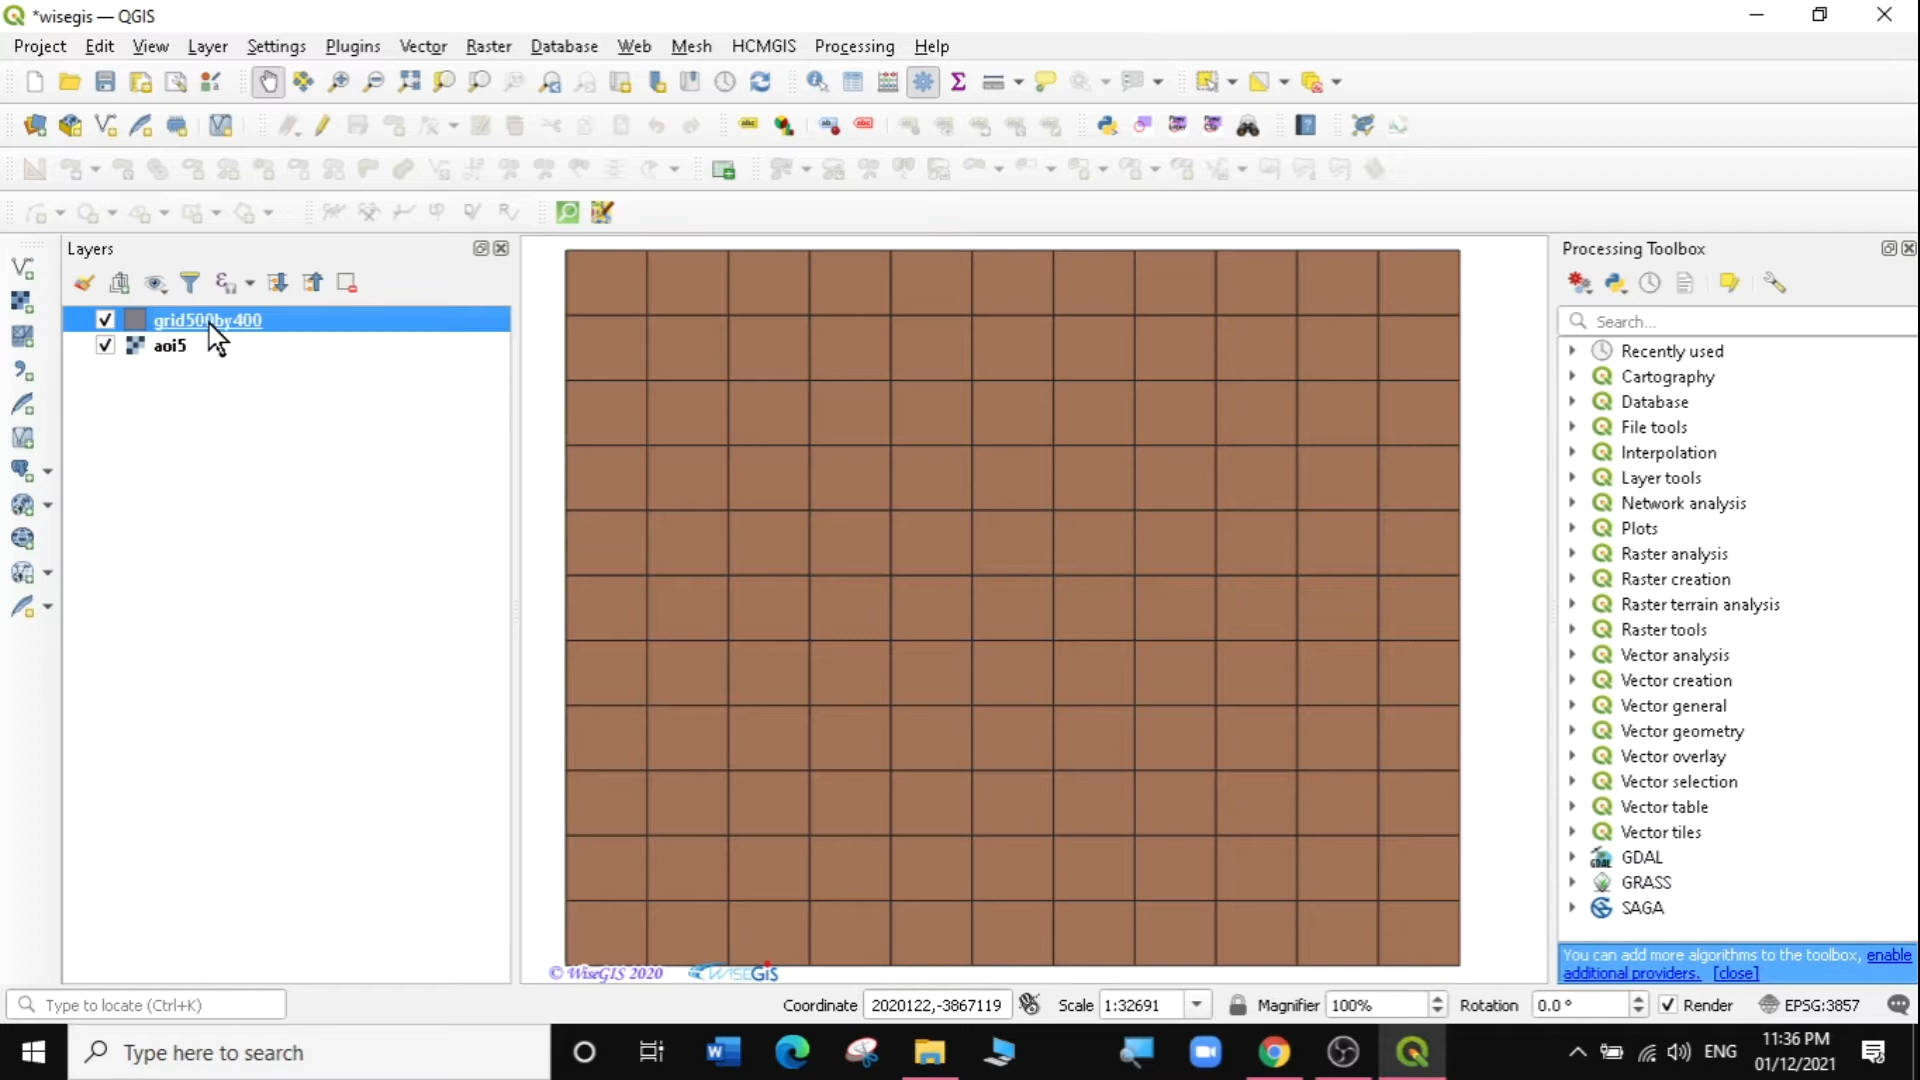 *wisegis — QGIS
Project Edit View Layer Settings Plugins Vector Raster Database Web Mesh HCMGIS Processing Help
Layers
grid500by400
aoi5
© WiseGIS 2020 WISEGIS
Processing Toolbox
Search...
Recently used
Cartography
Database
File tools
Interpolation
Layer tools
Network analysis
Plots
Raster analysis
Raster creation
Raster terrain analysis
Raster tools
Vector analysis
Vector creation
Vector general
Vector geometry
Vector overlay
Vector selection
Vector table
Vector tiles
GDAL
GRASS
SAGA
You can add more algorithms to the toolbox, enable
additional providers. [close]
Type to locate (Ctrl+K) Coordinate 2020122,-3867119 Scale 1:32691 Magnifier 100% Rotation 0.0 ° Render EPSG:3857
Type here to search
ENG
11:36 PM
01/12/2021